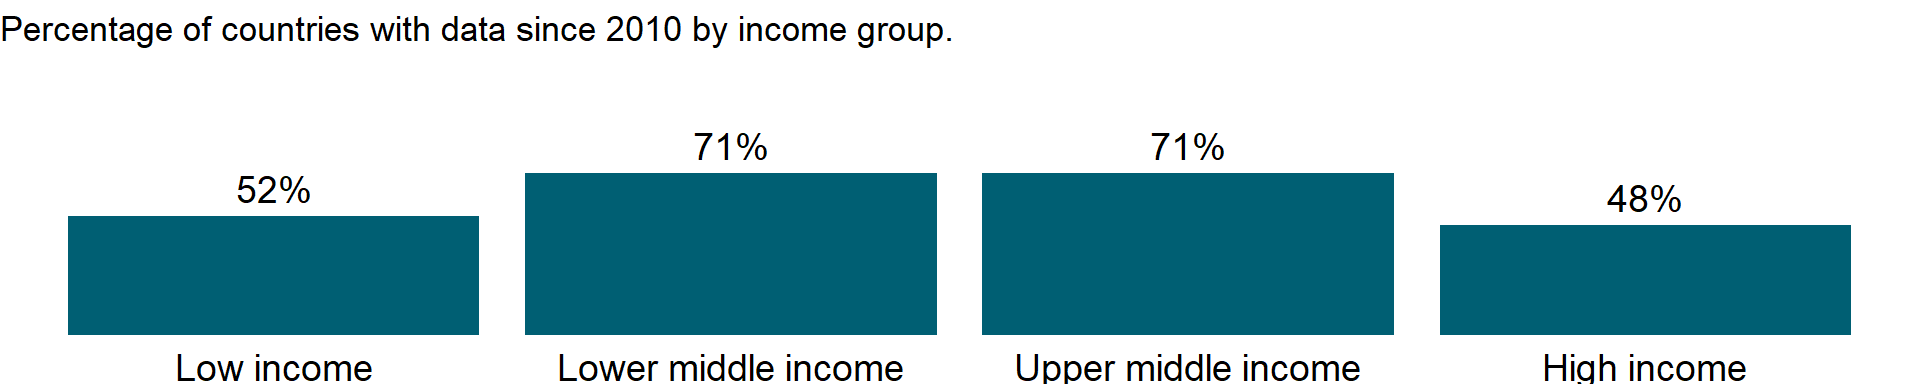 Percentage of countries with data since 2010 by income group.
71%
71%
52%
48%
Low income
Lower middle income
Upper middle income
High income